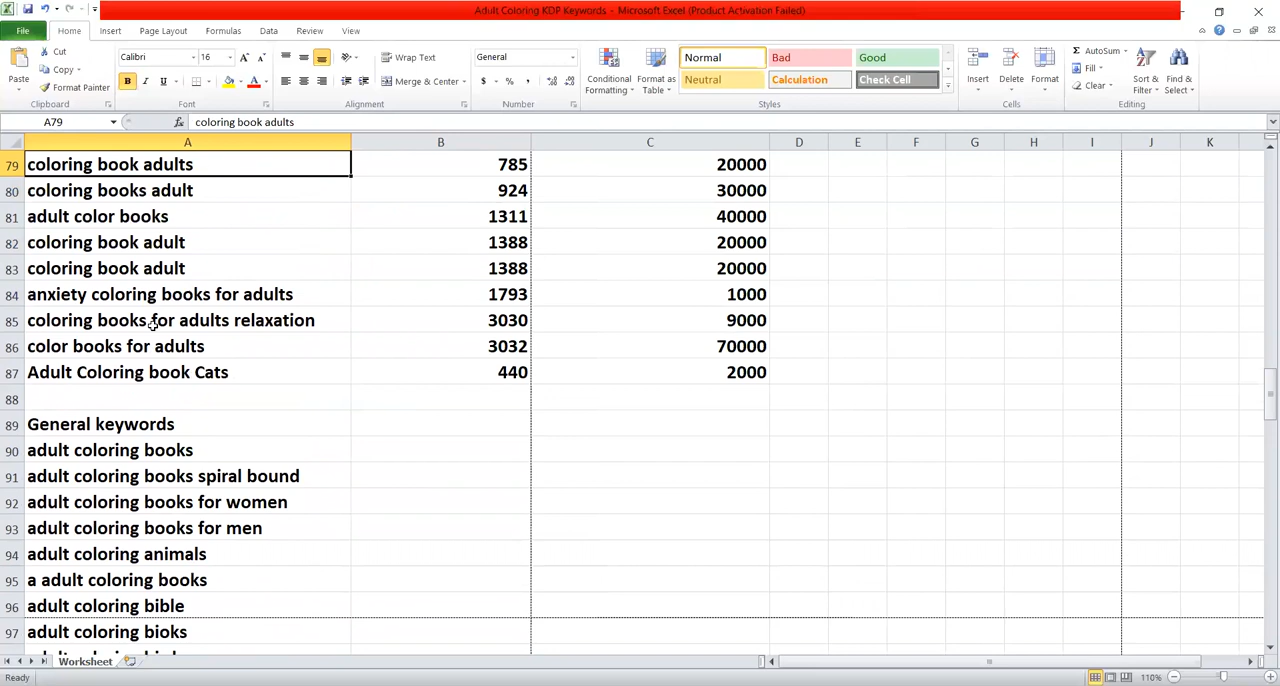 Adult Coloring KDP Keywords - Microsoft Excel (Product Activation Failed)
File Home Insert Page Layout Formulas Data Review View
Paste Cut Copy Format Painter Clipboard
Calibri 16 Font
Wrap Text Merge & Center Alignment
General Number
Conditional Formatting Format as Table
Normal Bad Good
Neutral Calculation Check Cell
Styles
Insert Delete Format Cells
AutoSum Fill Clear Sort & Filter Find & Select Editing
A79 fx coloring book adults
A B C D E F G H I J K
79 coloring book adults 785 20000
80 coloring books adult 924 30000
81 adult color books 1311 40000
82 coloring book adult 1388 20000
83 coloring book adult 1388 20000
84 anxiety coloring books for adults 1793 1000
85 coloring books for adults relaxation 3030 9000
86 color books for adults 3032 70000
87 Adult Coloring book Cats 440 2000
88
89 General keywords
90 adult coloring books
91 adult coloring books spiral bound
92 adult coloring books for women
93 adult coloring books for men
94 adult coloring animals
95 a adult coloring books
96 adult coloring bible
97 adult coloring bioks
Worksheet
Ready 110%